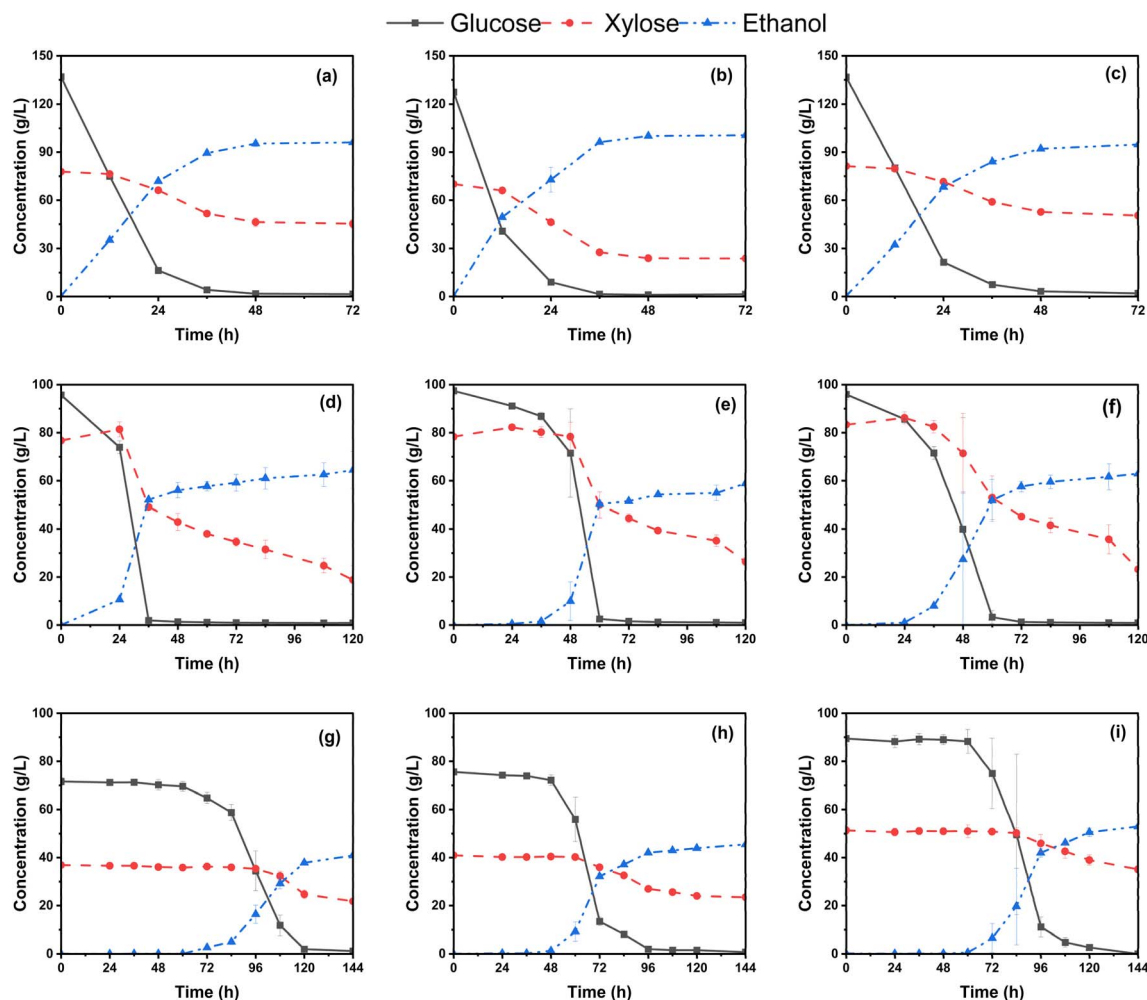 Glucose Xylose Ethanol
(a)
Concentration (g/L)
150
120
90
60
30
0
0 24 48 72
Time (h)
(b)
Concentration (g/L)
150
120
90
60
30
0
0 24 48 72
Time (h)
(c)
Concentration (g/L)
150
120
90
60
30
0
0 24 48 72
Time (h)
(d)
Concentration (g/L)
100
80
60
40
20
0
0 24 48 72 96 120
Time (h)
(e)
Concentration (g/L)
100
80
60
40
20
0
0 24 48 72 96 120
Time (h)
(f)
Concentration (g/L)
100
80
60
40
20
0
0 24 48 72 96 120
Time (h)
(g)
Concentration (g/L)
100
80
60
40
20
0
0 24 48 72 96 120 144
Time (h)
(h)
Concentration (g/L)
100
80
60
40
20
0
0 24 48 72 96 120 144
Time (h)
(i)
Concentration (g/L)
100
80
60
40
20
0
0 24 48 72 96 120 144
Time (h)